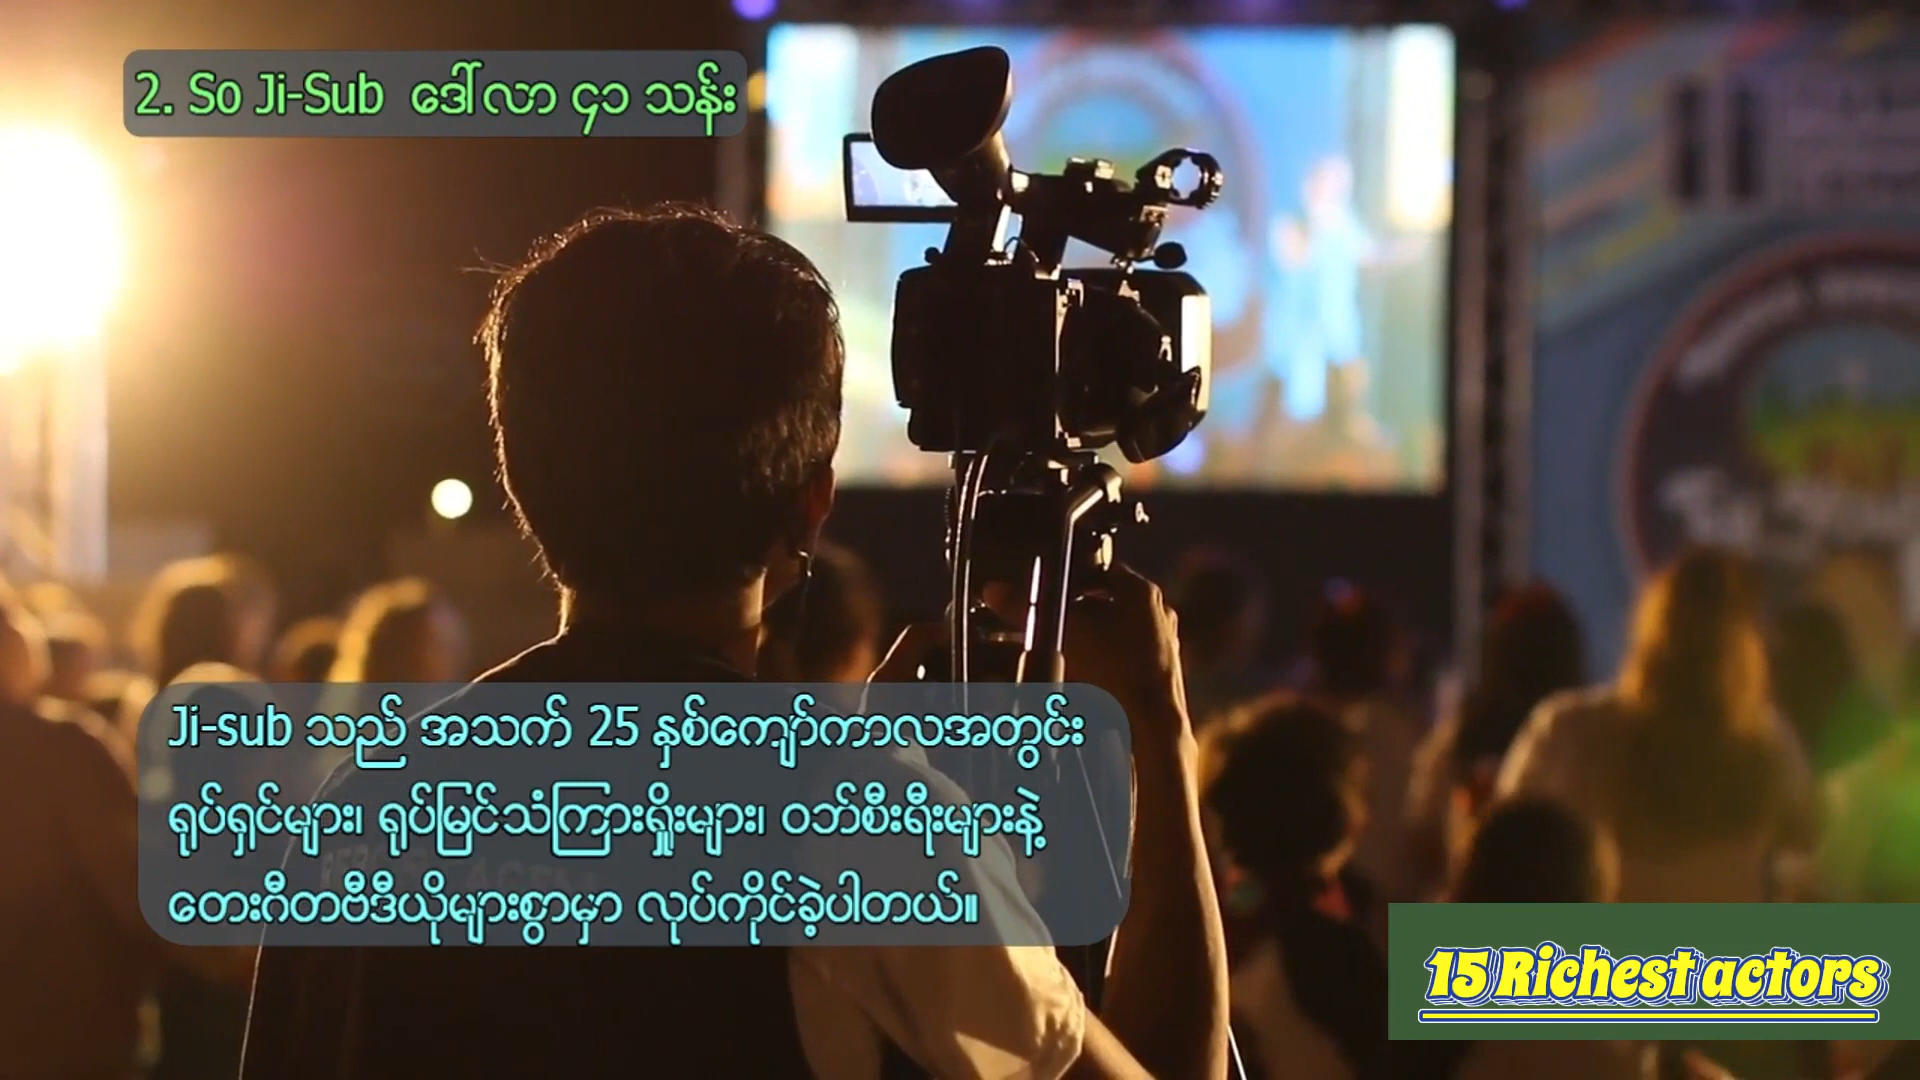 2. So Ji-Sub ဒေါ်လာ ၄၁ သန်း
Ji-sub သည် အသက် 25 နှစ်ကျော်ကာလအတွင်း
ရုပ်ရှင်များ၊ ရုပ်မြင်သံကြားရှိုးများ၊ ဝဘ်စီးရီးများနဲ့
တေးဂီတဗီဒီယိုများစွာမှာ လုပ်ကိုင်ခဲ့ပါတယ်။
15 Richest actors